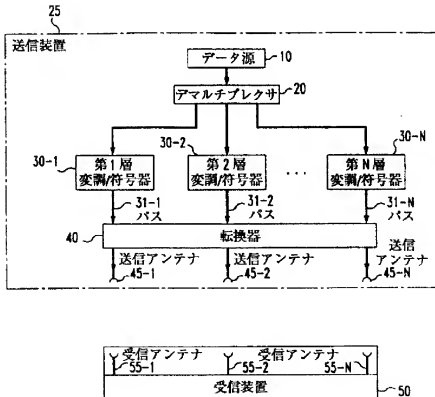 25
送信装置
データ源
10
デマルチプレクサ
20
30-1
第1層
変調/符号器
30-2
第2層
変調/符号器
...
30-N
第N層
変調/符号器
31-1
パス
31-2
パス
31-N
パス
40
転換器
送信アンテナ
45-1
送信アンテナ
45-2
送信
アンテナ
45-N
受信アンテナ
55-1
受信アンテナ
55-2
55-N
受信装置
50